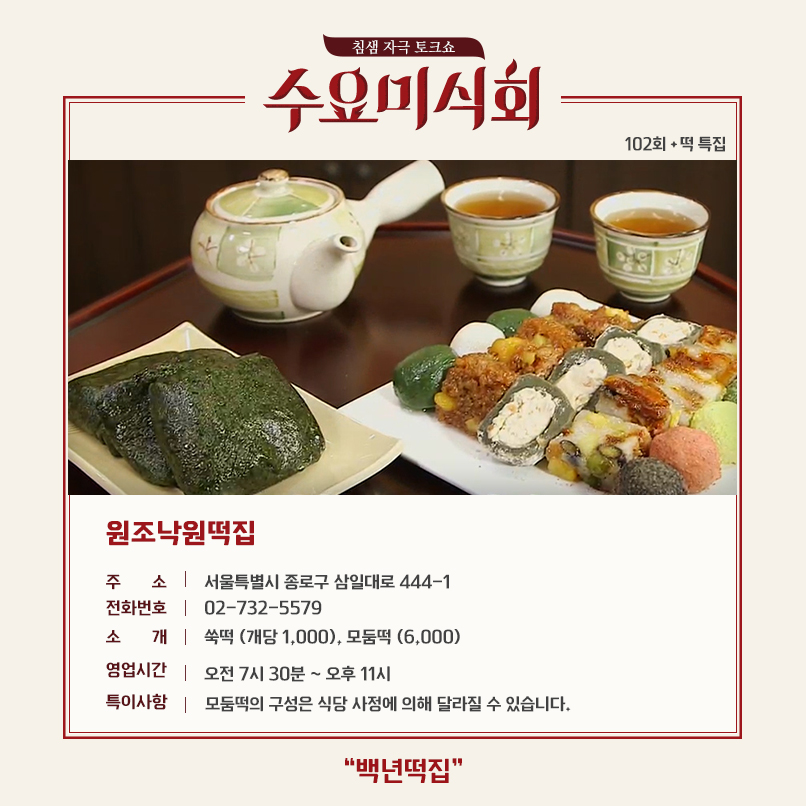 침샘 자극 토크쇼
수요미식회
102회 + 떡 특집
원조낙원떡집
주 소 | 서울특별시 종로구 삼일대로 444-1
전화번호 | 02-732-5579
소 개 | 쑥떡 (개당 1,000), 모둠떡 (6,000)
영업시간 | 오전 7시 30분 ~ 오후 11시
특이사항 | 모둠떡의 구성은 식당 사정에 의해 달라질 수 있습니다.
“백년떡집”